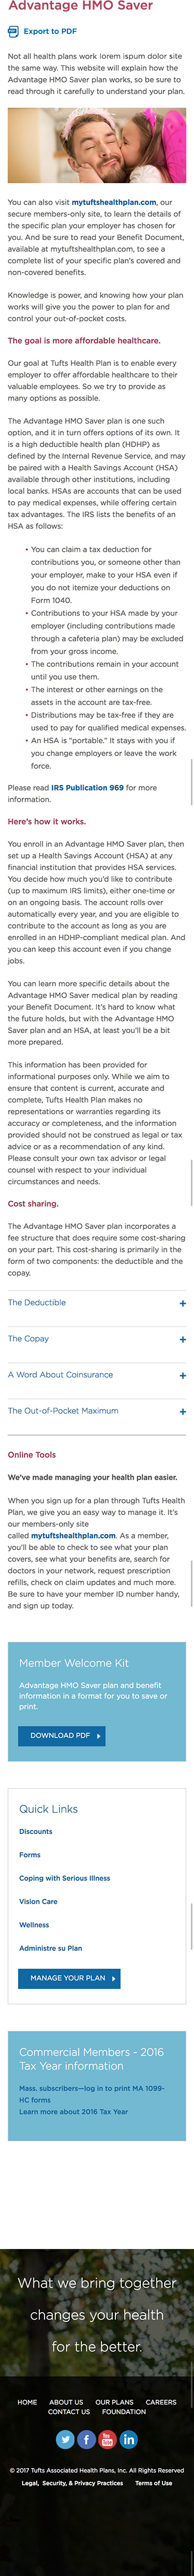 Advantage HMO Saver
Export to PDF
Not all health plans work lorem ispum dolor site
the same way. This website will explain how the
Advantage HMO Saver plan works, so be sure to
read through it carefully to understand your plan.
You can also visit mytuftshealthplan.com, our
secure members-only site, to learn the details of
the specific plan your employer has chosen for
you. And be sure to read your Benefit Document,
available at mytuftshealthplan.com, to see a
complete list of your specific plan's covered and
non-covered benefits.
Knowledge is power, and knowing how your plan
works will give you the power to plan for and
control your out-of-pocket costs.
The goal is more affordable healthcare.
Our goal at Tufts Health Plan is to enable every
employer to offer affordable healthcare to their
valuable employees. So we try to provide as
many options as possible.
The Advantage HMO Saver plan is one such
option, and it in turn offers options of its own. It
is a high deductible health plan (HDHP) as
defined by the Internal Revenue Service, and may
be paired with a Health Savings Account (HSA)
available through other institutions, including
local banks. HSAs are accounts that can be used
to pay medical expenses, while offering certain
tax advantages. The IRS lists the benefits of an
HSA as follows:
• You can claim a tax deduction for
contributions you, or someone other than
your employer, make to your HSA even if
you do not itemize your deductions on
Form 1040.
• Contributions to your HSA made by your
employer (including contributions made
through a cafeteria plan) may be excluded
from your gross income.
• The contributions remain in your account
until you use them.
• The interest or other earnings on the
assets in the account are tax-free.
• Distributions may be tax-free if they are
used to pay for qualified medical expenses.
• An HSA is "portable." It stays with you if
you change employers or leave the work
force.
Please read IRS Publication 969 for more
information.
Here's how it works.
You enroll in an Advantage HMO Saver plan, then
set up a Health Savings Account (HSA) at any
financial institution that provides HSA services.
You decide how much you'd like to contribute
(up to maximum IRS limits), either one-time or
on an ongoing basis. The account rolls over
automatically every year, and you are eligible to
contribute to the account as long as you are
enrolled in an HDHP-compliant medical plan. And
you can keep this account even if you change
jobs.
You can learn more specific details about the
Advantage HMO Saver medical plan by reading
your Benefit Document. It's hard to know what
the future holds, but with the Advantage HMO
Saver plan and an HSA, at least you'll be a bit
more prepared.
This information has been provided for
informational purposes only. While we aim to
ensure that content is current, accurate and
complete, Tufts Health Plan makes no
representations or warranties regarding its
accuracy or completeness, and the information
provided should not be construed as legal or tax
advice or as a recommendation of any kind.
Please consult your own tax advisor or legal
counsel with respect to your individual
circumstances and needs.
Cost sharing.
The Advantage HMO Saver plan incorporates a
fee structure that does require some cost-sharing
on your part. This cost-sharing is primarily in the
form of two components: the deductible and the
copay.
The Deductible +
The Copay +
A Word About Coinsurance +
The Out-of-Pocket Maximum +
Online Tools
We've made managing your health plan easier.
When you sign up for a plan through Tufts Health
Plan, we give you an easy way to manage it. It's
our members-only site
called mytuftshealthplan.com. As a member,
you'll be able to check to see what your plan
covers, see what your benefits are, search for
doctors in your network, request prescription
refills, check on claim updates and much more.
Be sure to have your member ID number handy,
and sign up today.
Member Welcome Kit
Advantage HMO Saver plan and benefit
information in a format for you to save or
print.
DOWNLOAD PDF
Quick Links
Discounts
Forms
Coping with Serious Illness
Vision Care
Wellness
Administre su Plan
MANAGE YOUR PLAN
Commercial Members - 2016
Tax Year information
Mass. subscribers—log in to print MA 1099-
HC forms
Learn more about 2016 Tax Year
What we bring together
changes your health
for the better.
HOME ABOUT US OUR PLANS CAREERS
CONTACT US FOUNDATION
© 2017 Tufts Associated Health Plans, Inc. All Rights Reserved
Legal, Security, & Privacy Practices Terms of Use